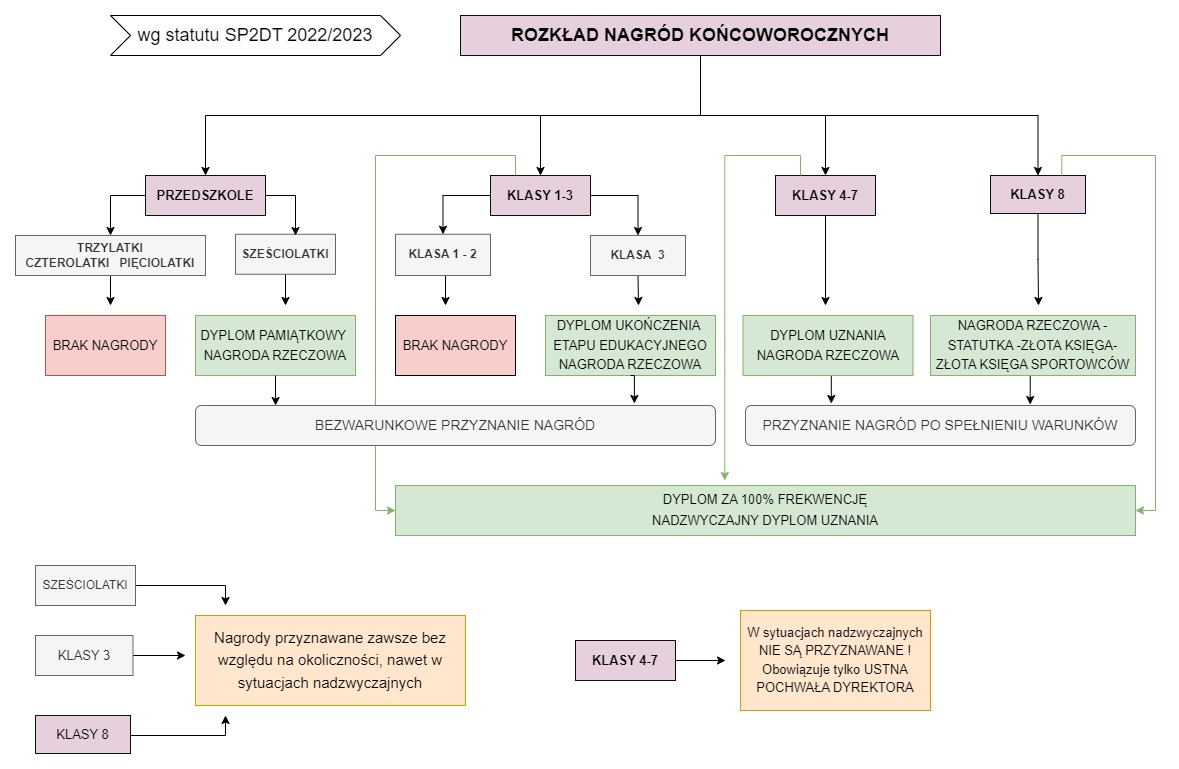 wg statutu SP2DT 2022/2023
ROZKŁAD NAGRÓD KOŃCOWOROCZNYCH
PRZEDSZKOLE
KLASY 1-3
KLASY 4-7
KLASY 8
TRZYLATKI
CZTEROLATKI PIĘCIOLATKI
SZEŚCIOLATKI
KLASA 1 - 2
KLASA 3
BRAK NAGRODY
DYPLOM PAMIĄTKOWY
NAGRODA RZECZOWA
BRAK NAGRODY
DYPLOM UKOŃCZENIA
ETAPU EDUKACYJNEGO
NAGRODA RZECZOWA
DYPLOM UZNANIA
NAGRODA RZECZOWA
NAGRODA RZECZOWA -
STATUTKA -ZŁOTA KSIĘGA-
ZŁOTA KSIĘGA SPORTOWCÓW
BEZWARUNKOWE PRZYZNANIE NAGRÓD
PRZYZNANIE NAGRÓD PO SPEŁNIENIU WARUNKÓW
DYPLOM ZA 100% FREKWENCJĘ
NADZWYCZAJNY DYPLOM UZNANIA
SZEŚCIOLATKI
KLASY 3
KLASY 8
Nagrody przyznawane zawsze bez
względu na okoliczności, nawet w
sytuacjach nadzwyczajnych
KLASY 4-7
W sytuacjach nadzwyczajnych
NIE SĄ PRZYZNAWANE !
Obowiązuje tylko USTNA
POCHWAŁA DYREKTORA